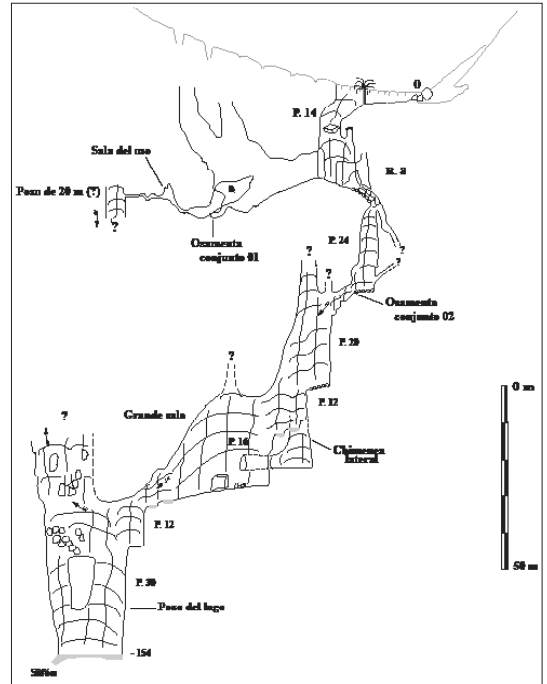 0
P. 14
Sala del oso
R. 8
Pozo de 20 m (?)
?
?
Osamenta
conjunto 01
P. 24
?
?
?
?
Osamenta
conjunto 02
P. 20
?
0 m
Grande sala
P. 12
?
P. 16
Chimenea
lateral
P. 12
50 m
P. 30
Pozo del lago
- 154